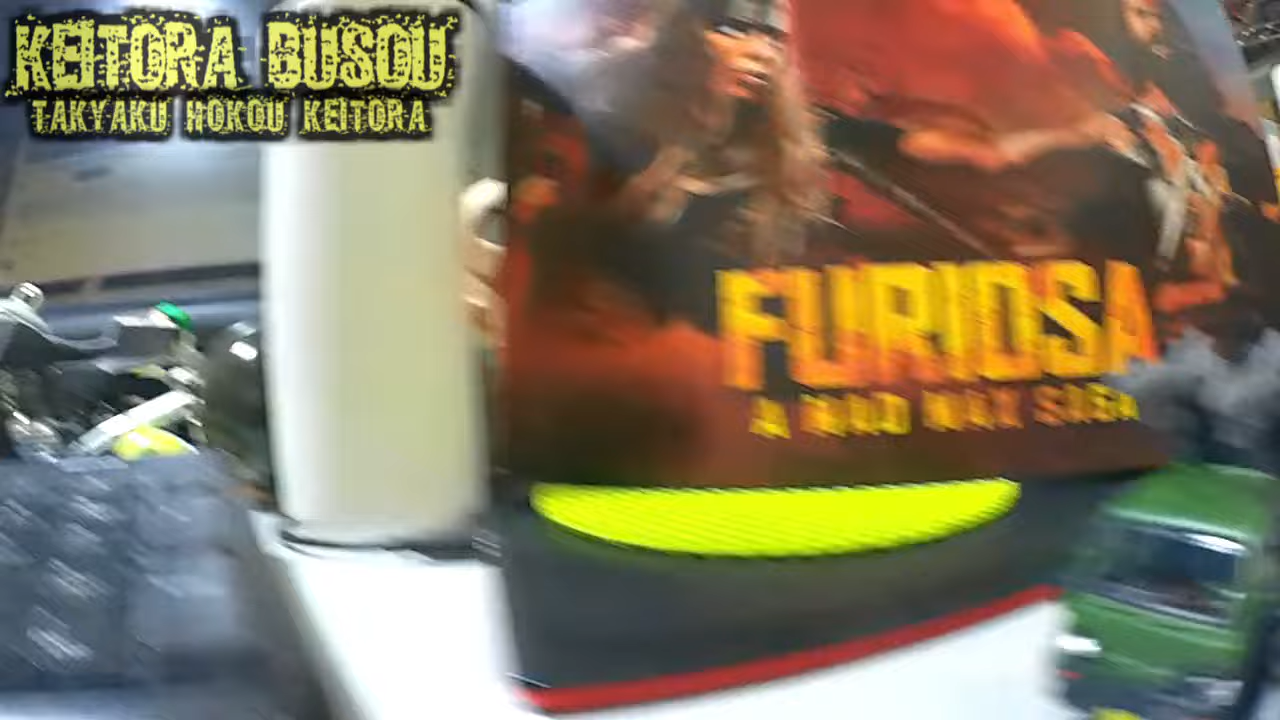 KEITORA BUSOU
TAKYAKU HOKOU KEITORA
FURIOSA
A MAD MAX SAGA